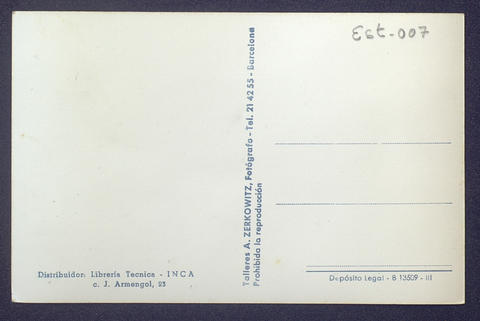 Est-007
Talleres A. ZERKOWITZ, Fotógrafo - Tel. 21 42 55 - Barcelona
Prohibida la reproducción
Distribuidor: Librería Tecnica - INCA
c. J. Armengol, 23
Depósito Legal - B 13509 - III